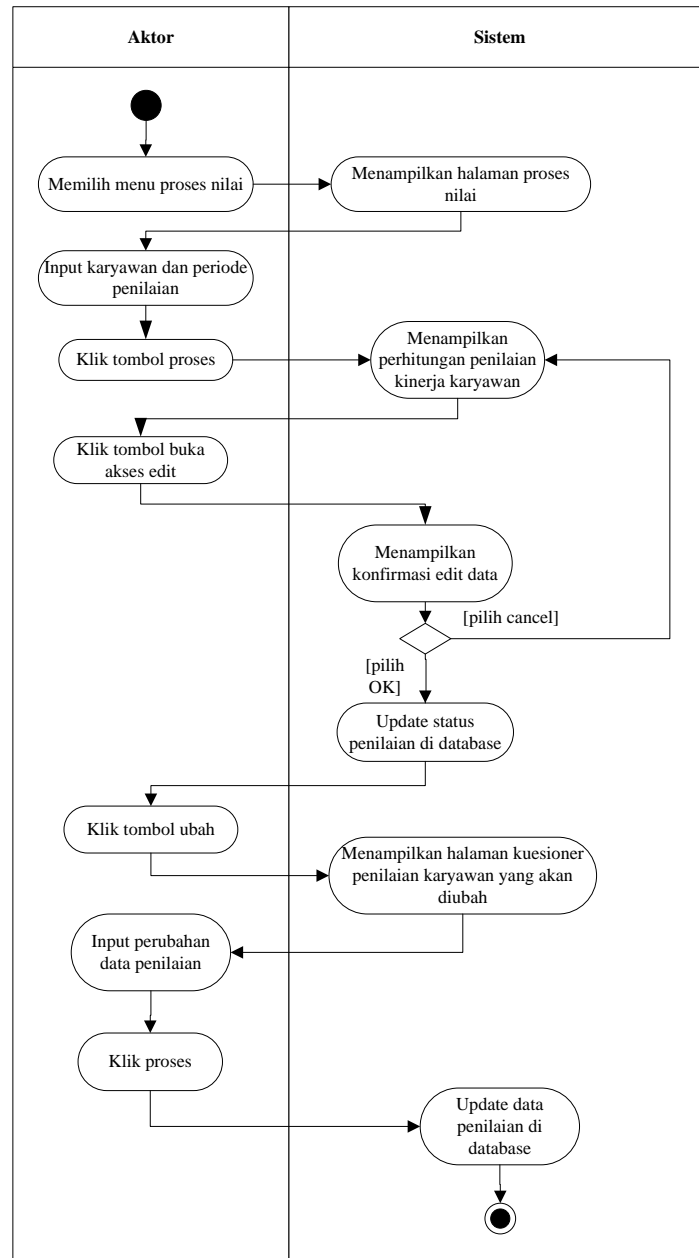 Aktor
Sistem
Memilih menu proses nilai
Menampilkan halaman proses
nilai
Input karyawan dan periode
penilaian
Klik tombol proses
Menampilkan
perhitungan penilaian
kinerja karyawan
Klik tombol buka
akses edit
Menampilkan
konfirmasi edit data
[pilih cancel]
[pilih
OK]
Update status
penilaian di database
Klik tombol ubah
Menampilkan halaman kuesioner
penilaian karyawan yang akan
diubah
Input perubahan
data penilaian
Klik proses
Update data
penilaian di
database